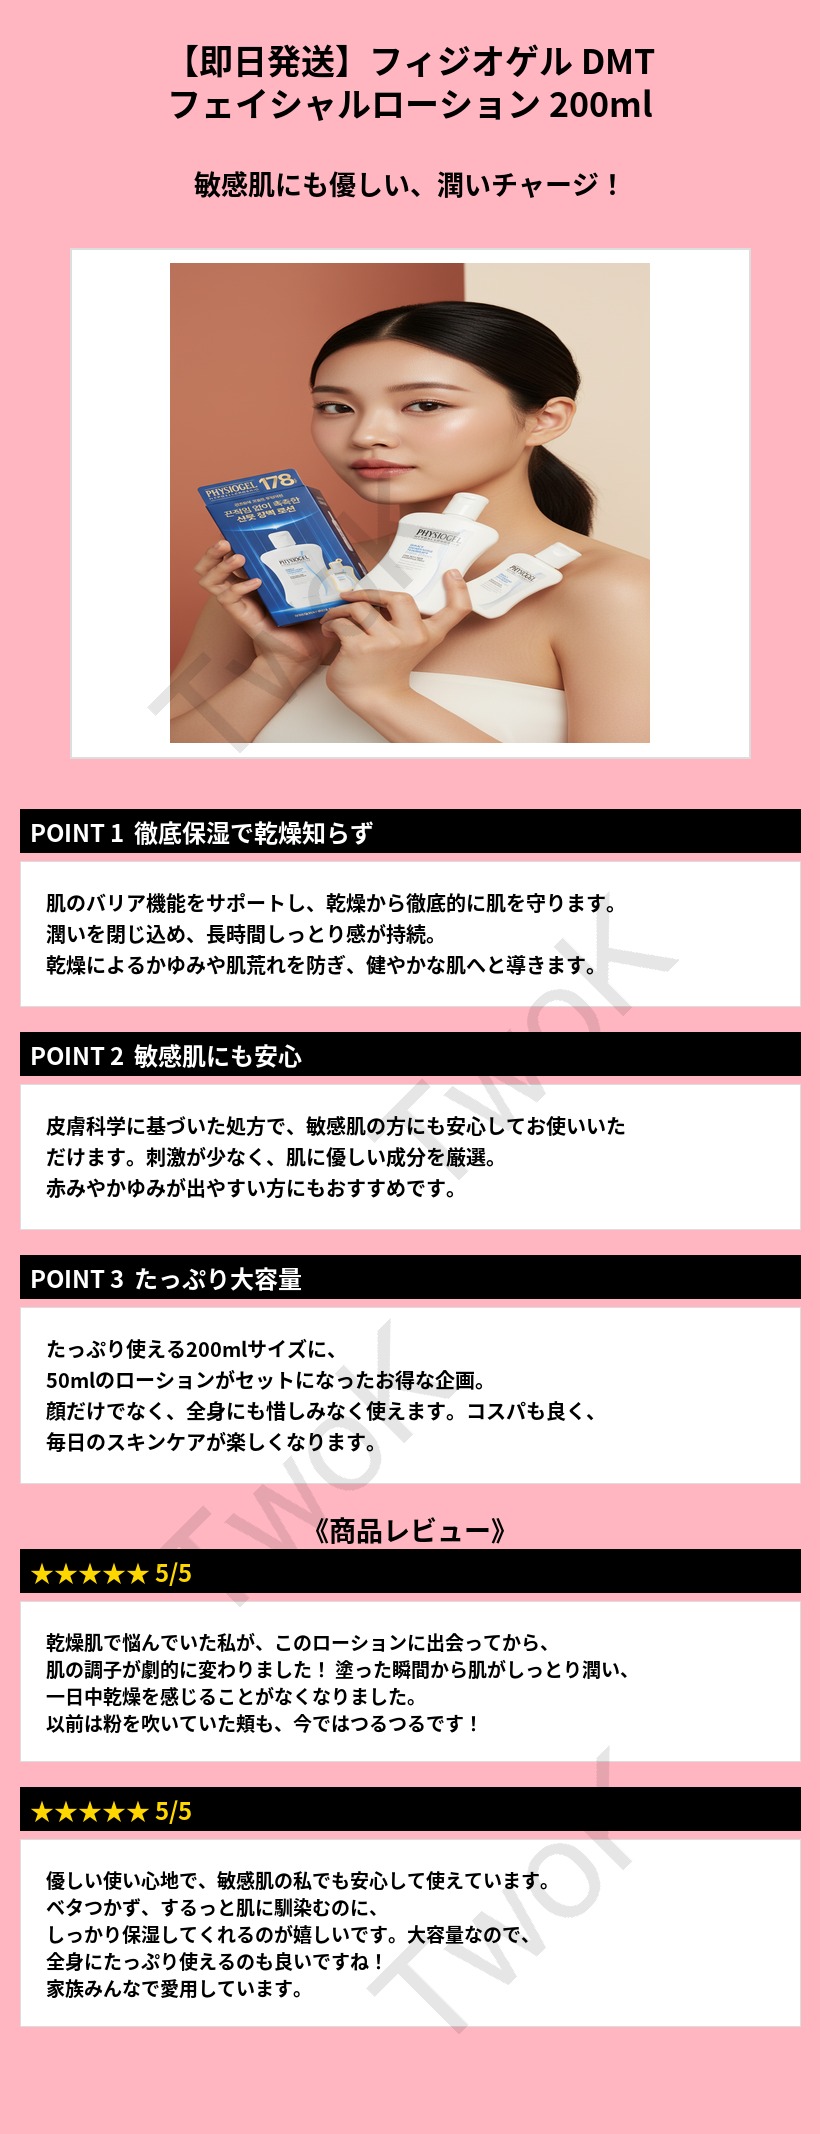 【即日発送】フィジオゲル DMT
フェイシャルローション 200ml
敏感肌にも優しい、潤いチャージ！
PHYSIOGEL 178
끈적임 없이 촉촉한
PHYSIOGEL
PHYSIOGEL
PHYSIOGEL
TwoK
POINT 1 徹底保湿で乾燥知らず
肌のバリア機能をサポートし、乾燥から徹底的に肌を守ります。
潤いを閉じ込め、長時間しっとり感が持続。
乾燥によるかゆみや肌荒れを防ぎ、健やかな肌へと導きます。
TwoK
POINT 2 敏感肌にも安心
皮膚科学に基づいた処方で、敏感肌の方にも安心してお使いいた
だけます。刺激が少なく、肌に優しい成分を厳選。
赤みやかゆみが出やすい方にもおすすめです。
POINT 3 たっぷり大容量
たっぷり使える200mlサイズに、
50mlのローションがセットになったお得な企画。
顔だけでなく、全身にも惜しみなく使えます。コスパも良く、
毎日のスキンケアが楽しくなります。
TwoK
《商品レビュー》
★★★★★ 5/5
乾燥肌で悩んでいた私が、このローションに出会ってから、
肌の調子が劇的に変わりました！ 塗った瞬間から肌がしっとり潤い、
一日中乾燥を感じることがなくなりました。
以前は粉を吹いていた頬も、今ではつるつるです！
★★★★★ 5/5
優しい使い心地で、敏感肌の私でも安心して使えています。
ベタつかず、するっと肌に馴染むのに、
しっかり保湿してくれるのが嬉しいです。大容量なので、
全身にたっぷり使えるのも良いですね！
家族みんなで愛用しています。
TwoK